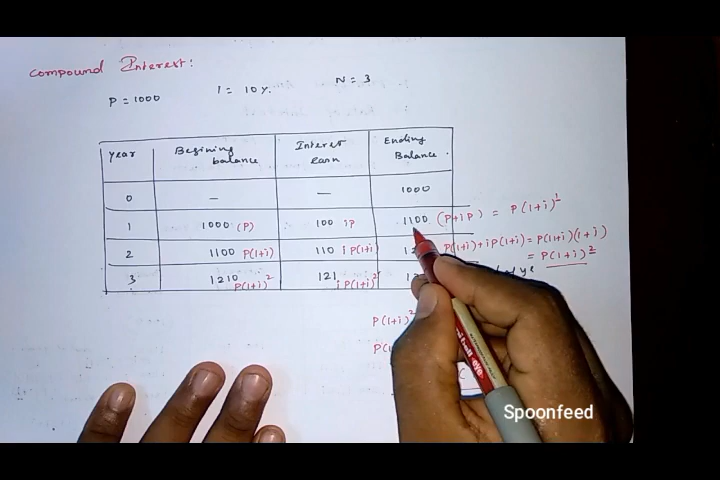 Compound Interest:
P = 1000 i = 10 %. N = 3
Year Begining balance Interest earn Ending Balance.
0 — — 1000
1 1000 (P) 100 iP 1100 (P+iP) = P(1+i)^1
2 1100 P(1+i) 110 iP(1+i) P(1+i)+iP(1+i) = P(1+i)(1+i)
= P(1+i)^2
3 1210 P(1+i)^2 121 iP(1+i)^2
P(1+i)^2
Spoonfeed